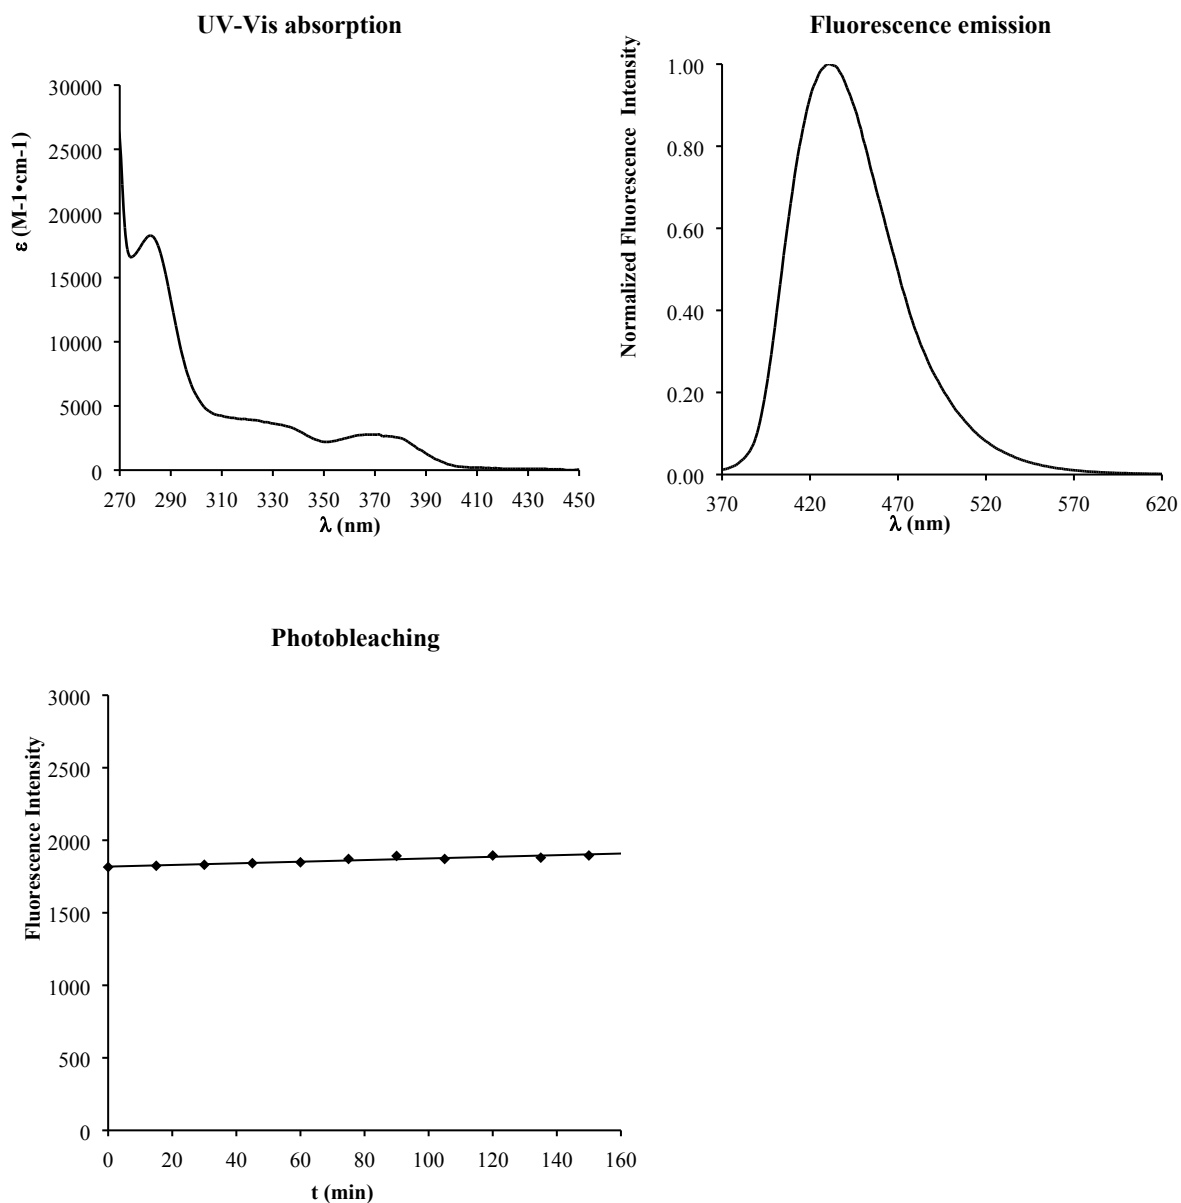 UV-Vis absorption
ε (M-1•cm-1)
30000
25000
20000
15000
10000
5000
0
270 290 310 330 350 370 390 410 430 450
λ (nm)
Fluorescence emission
Normalized Fluorescence Intensity
1.00
0.80
0.60
0.40
0.20
0.00
370 420 470 520 570 620
λ (nm)
Photobleaching
Fluorescence Intensity
3000
2500
2000
1500
1000
500
0
0 20 40 60 80 100 120 140 160
t (min)